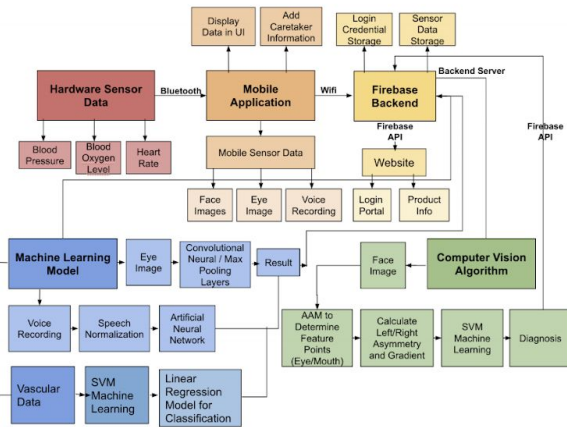 Display
Data in UI
Add
Caretaker
Information
Login
Credential
Storage
Sensor
Data
Storage
Backend Server
Hardware Sensor
Data
Bluetooth
Mobile
Application
Wifi
Firebase
Backend
Blood
Pressure
Blood
Oxygen
Level
Heart
Rate
Mobile Sensor Data
Firebase
API
Website
Firebase
API
Face
Images
Eye
Image
Voice
Recording
Login
Portal
Product
Info
Machine Learning
Model
Eye
Image
Convolutional
Neural / Max
Pooling
Layers
Result
Face
Image
Computer Vision
Algorithm
Voice
Recording
Speech
Normalization
Artificial
Neural
Network
AAM to
Determine
Feature
Points
(Eye/Mouth)
Calculate
Left/Right
Asymmetry
and Gradient
SVM
Machine
Learning
Diagnosis
Vascular
Data
SVM
Machine
Learning
Linear
Regression
Model for
Classification